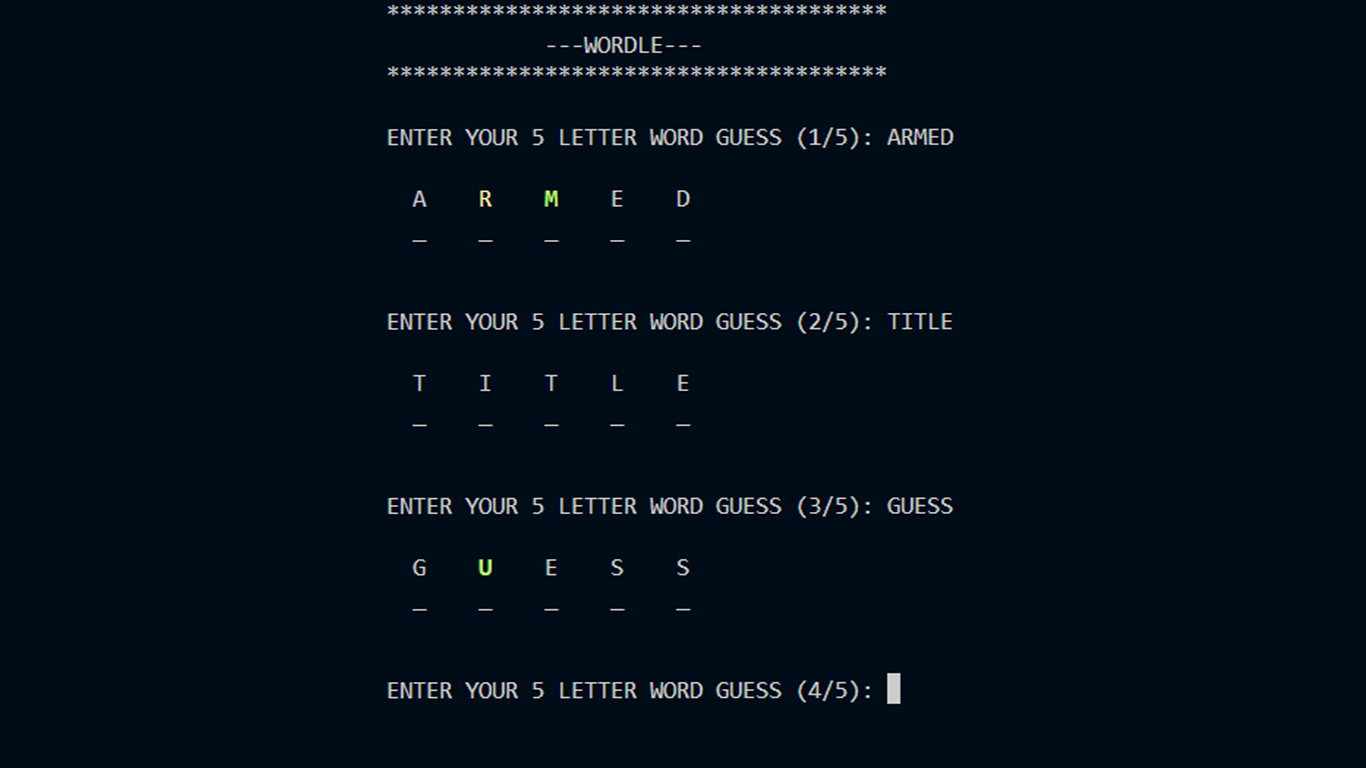 **************************************
---WORDLE---
**************************************
ENTER YOUR 5 LETTER WORD GUESS (1/5): ARMED
A R M E D
_ _ _ _ _
ENTER YOUR 5 LETTER WORD GUESS (2/5): TITLE
T I T L E
_ _ _ _ _
ENTER YOUR 5 LETTER WORD GUESS (3/5): GUESS
G U E S S
_ _ _ _ _
ENTER YOUR 5 LETTER WORD GUESS (4/5):